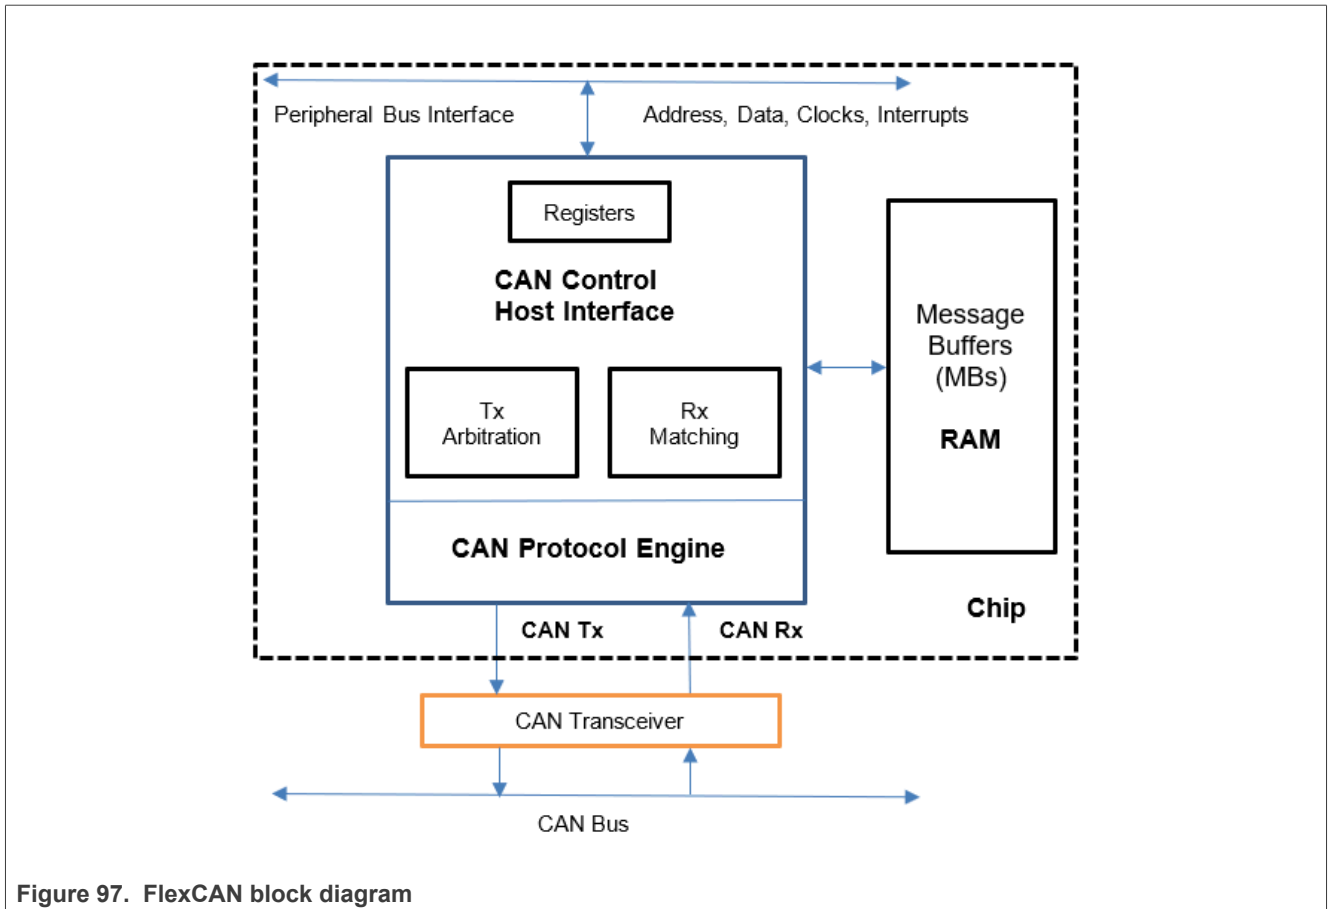 Peripheral Bus Interface
Address, Data, Clocks, Interrupts
Registers
CAN Control
Host Interface
Tx
Arbitration
Rx
Matching
Message
Buffers
(MBs)
RAM
CAN Protocol Engine
Chip
CAN Tx
CAN Rx
CAN Transceiver
CAN Bus
Figure 97. FlexCAN block diagram